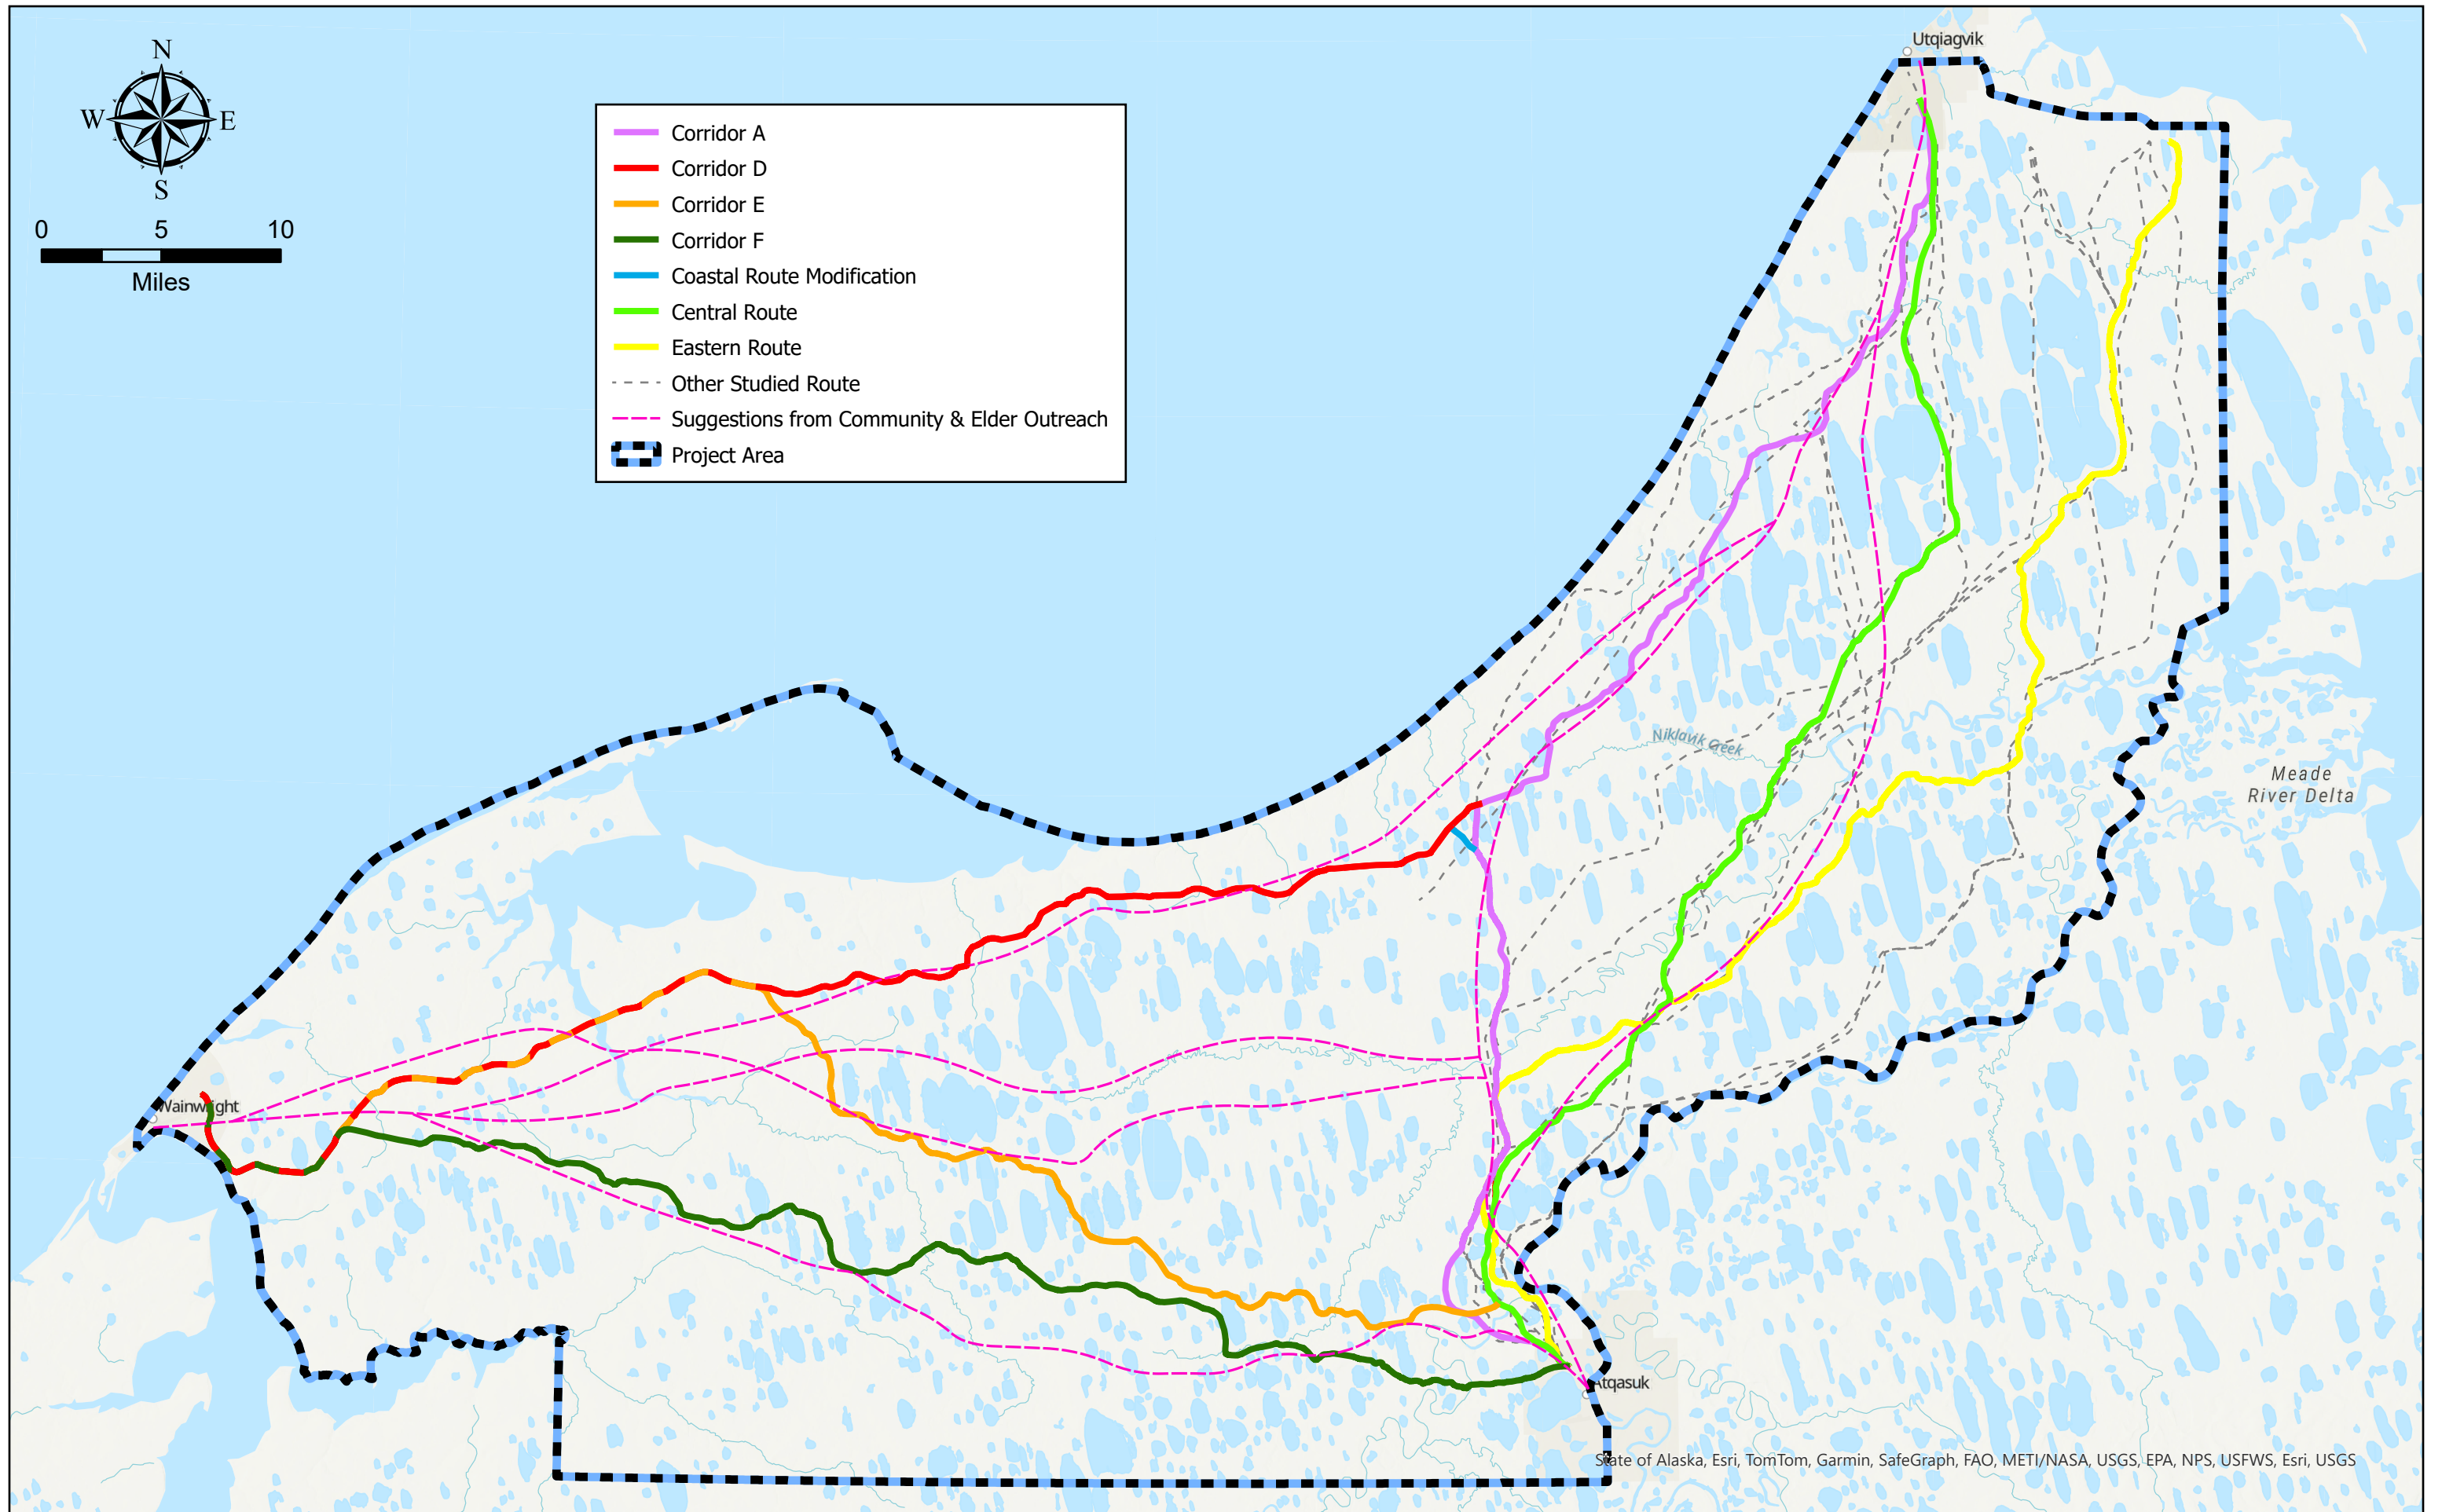 Utqiagvik
N
W E
S
0 5 10
Miles
Corridor A
Corridor D
Corridor E
Corridor F
Coastal Route Modification
Central Route
Eastern Route
Other Studied Route
Suggestions from Community & Elder Outreach
Project Area
Niklavik Creek
Meade
River Delta
Wainwright
Atqasuk
State of Alaska, Esri, TomTom, Garmin, SafeGraph, FAO, METI/NASA, USGS, EPA, NPS, USFWS, Esri, USGS